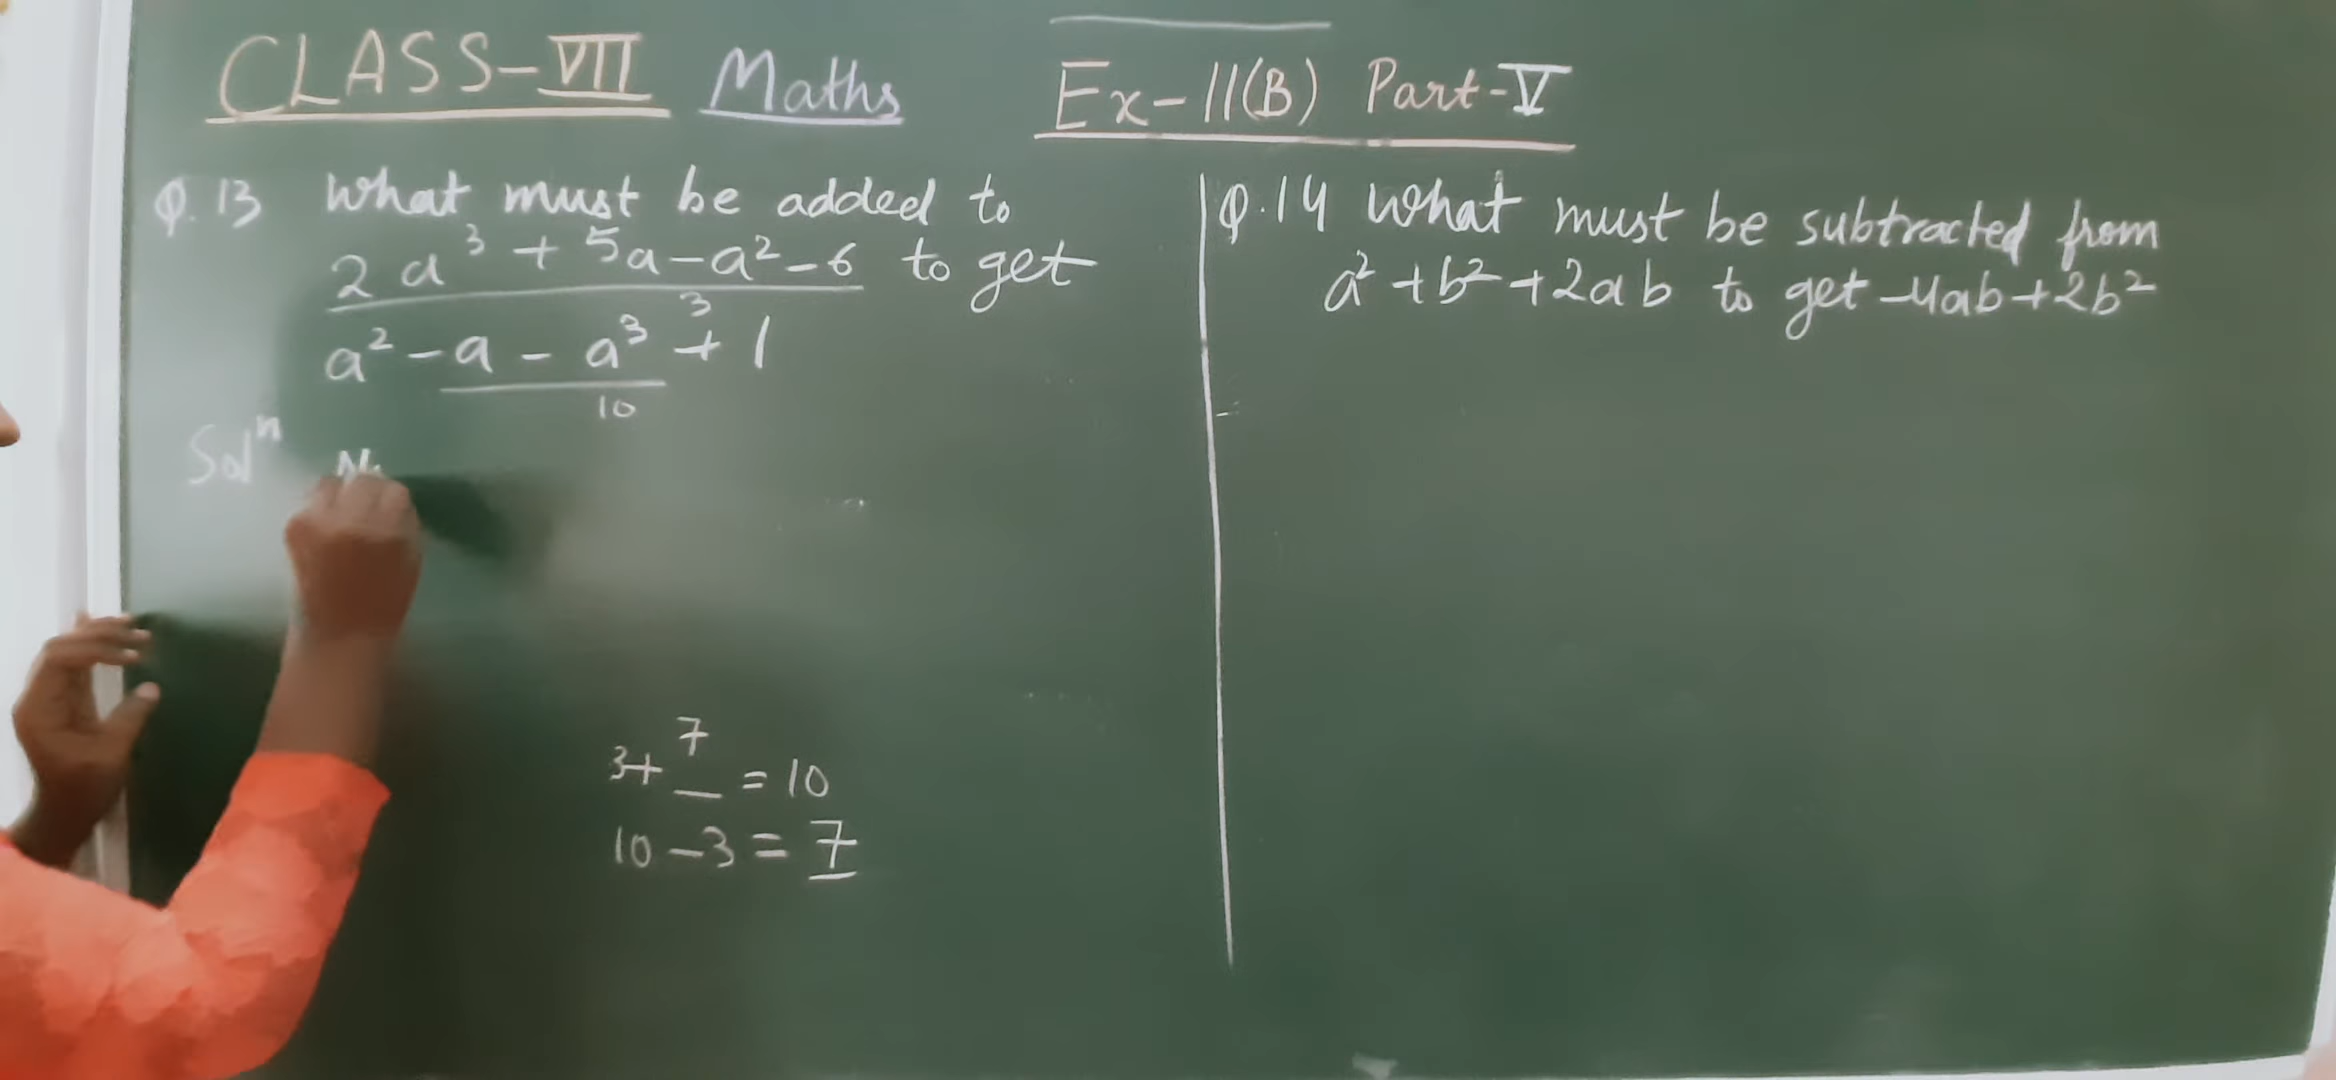 CLASS-VII Maths Ex-11(B) Part-V
Q.13 What must be added to
2a³ + 5a - a² - 6 to get
3
a² - a - a³ + 1
10
Solⁿ
3+ 7 = 10
10 - 3 = 7
Q.14 What must be subtracted from
a² + b² + 2ab to get -4ab + 2b²